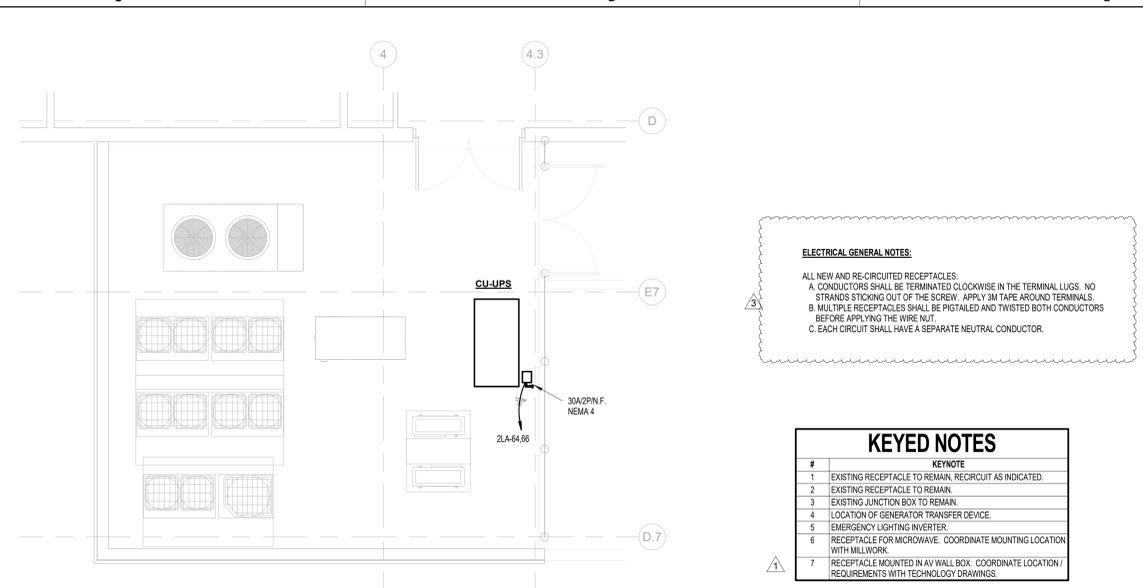 4
4.3
D
CU-UPS
E7
30A/2P/N.F.
NEMA 4
2LA-64,66
D.7
ELECTRICAL GENERAL NOTES:
ALL NEW AND RE-CIRCUITED RECEPTACLES:
A. CONDUCTORS SHALL BE TERMINATED CLOCKWISE IN THE TERMINAL LUGS. NO
STRANDS STICKING OUT OF THE SCREW. APPLY 3M TAPE AROUND TERMINALS.
B. MULTIPLE RECEPTACLES SHALL BE PIGTAILED AND TWISTED BOTH CONDUCTORS
BEFORE APPLYING THE WIRE NUT.
C. EACH CIRCUIT SHALL HAVE A SEPARATE NEUTRAL CONDUCTOR.
3
KEYED NOTES
# KEYNOTE
1 EXISTING RECEPTACLE TO REMAIN, RECIRCUIT AS INDICATED.
2 EXISTING RECEPTACLE TO REMAIN.
3 EXISTING JUNCTION BOX TO REMAIN.
4 LOCATION OF GENERATOR TRANSFER DEVICE.
5 EMERGENCY LIGHTING INVERTER.
6 RECEPTACLE FOR MICROWAVE. COORDINATE MOUNTING LOCATION
WITH MILLWORK.
7 RECEPTACLE MOUNTED IN AV WALL BOX. COORDINATE LOCATION /
REQUIREMENTS WITH TECHNOLOGY DRAWINGS.
1